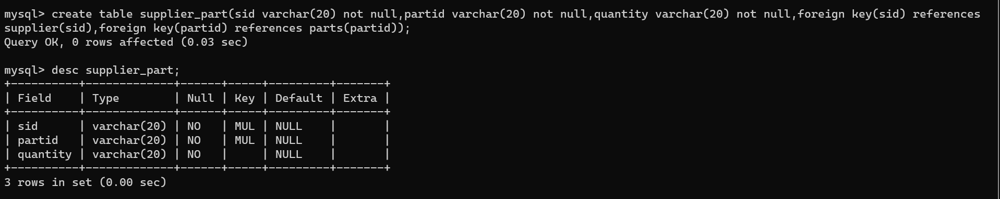 mysql> create table supplier_part(sid varchar(20) not null,partid varchar(20) not null,quantity varchar(20) not null,foreign key(sid) references
supplier(sid),foreign key(partid) references parts(partid));
Query OK, 0 rows affected (0.03 sec)

mysql> desc supplier_part;
+----------+-------------+------+-----+---------+-------+
| Field    | Type        | Null | Key | Default | Extra |
+----------+-------------+------+-----+---------+-------+
| sid      | varchar(20) | NO   | MUL | NULL    |       |
| partid   | varchar(20) | NO   | MUL | NULL    |       |
| quantity | varchar(20) | NO   |     | NULL    |       |
+----------+-------------+------+-----+---------+-------+
3 rows in set (0.00 sec)